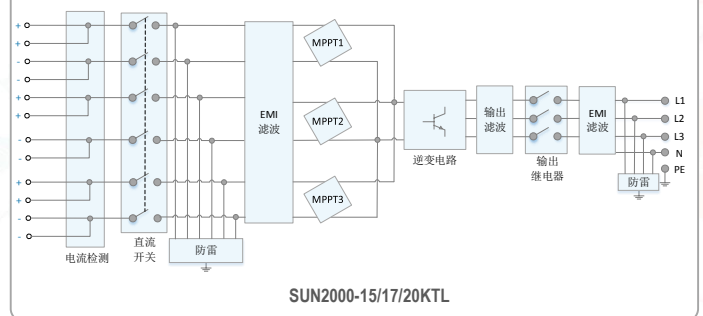 +
+
-
-
+
+
-
-
+
+
-
-
电流检测
直流
开关
防雷
EMI
滤波
MPPT1
MPPT2
MPPT3
逆变电路
输出
滤波
输出
继电器
EMI
滤波
防雷
L1
L2
L3
N
PE
SUN2000-15/17/20KTL